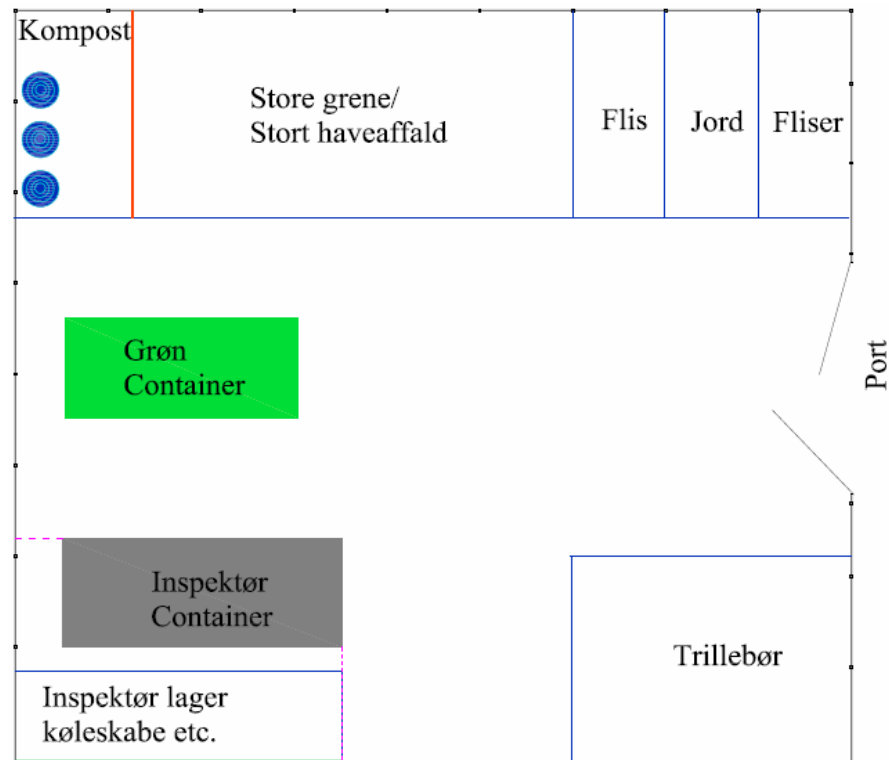 Kompost
Store grene/
Stort haveaffald
Flis
Jord
Fliser
Grøn
Container
Port
Inspektør
Container
Trillebør
Inspektør lager
køleskabe etc.